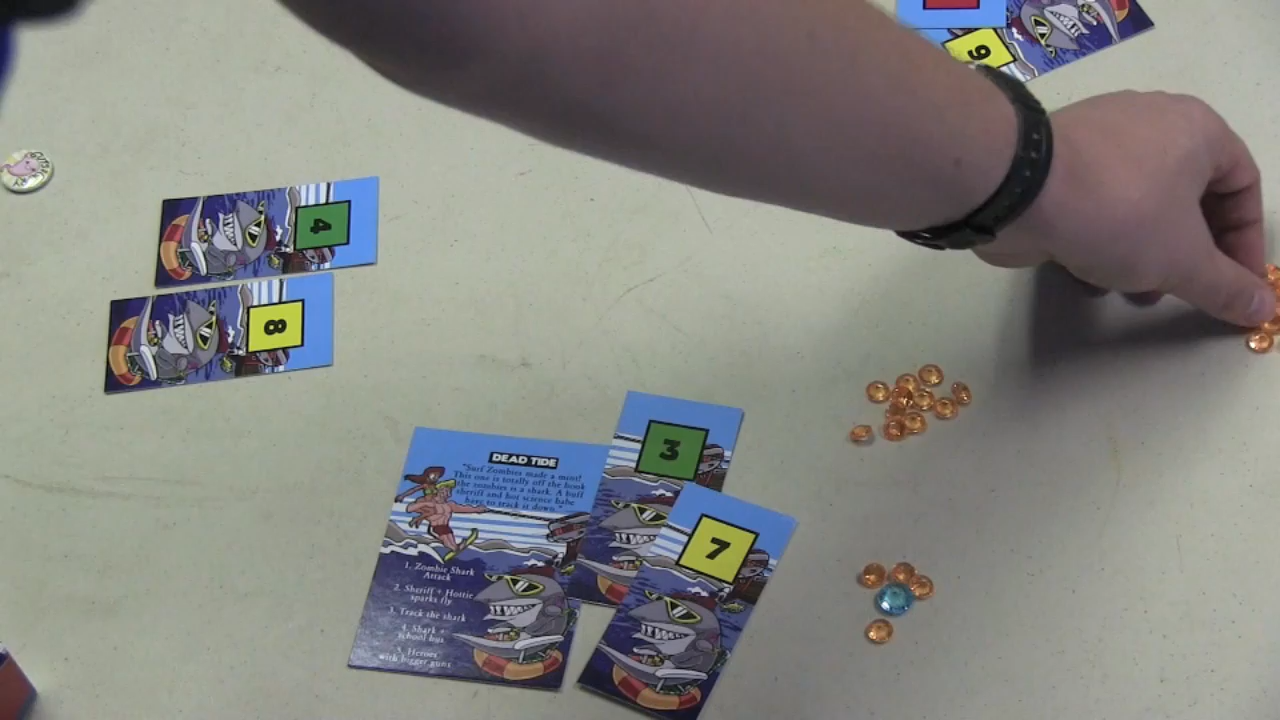 9
4
8
3
7
DEAD TIDE
"Surf Zombies made a mint!
This one is totally off the hook
the zombies is a shark. A buff
sheriff and hot science babe
have to track it down."
1. Zombie Shark
Attack
2. Sheriff + Hottie
sparks fly
3. Track the shark
4. Shark +
school bus
5. Heroes
with bigger guns